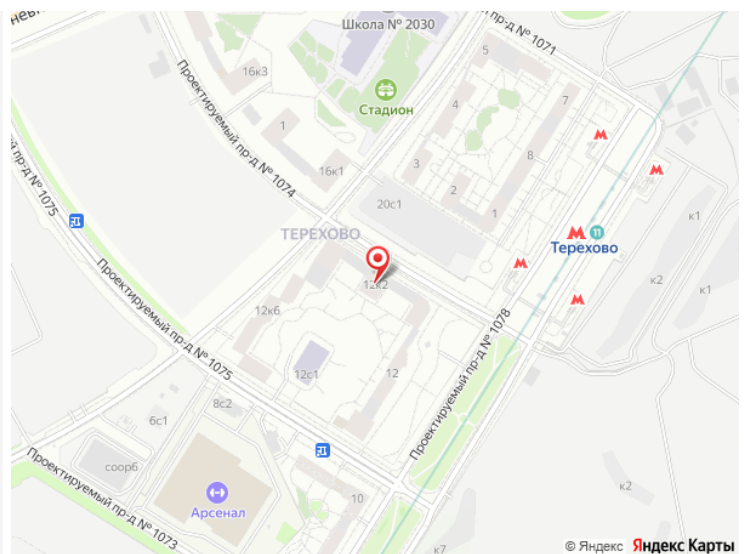 Школа № 2030
Проектируемый пр-д № 1071
16к3
5
Стадион
7
4
1
Проектируемый пр-д № 1074
8
3
16к1
2
пр-д № 1075
20с1
1
к1
ТЕРЕХОВО
М
М
М
11
Терехово
М
к2
к1
12к2
М
12к6
Проектируемый пр-д № 1075
Проектируемый пр-д № 1078
12с1
12
8с2
6с1
соор6
к2
Арсенал
10
Проектируемый пр-д № 1073
к7
© Яндекс Яндекс Карты